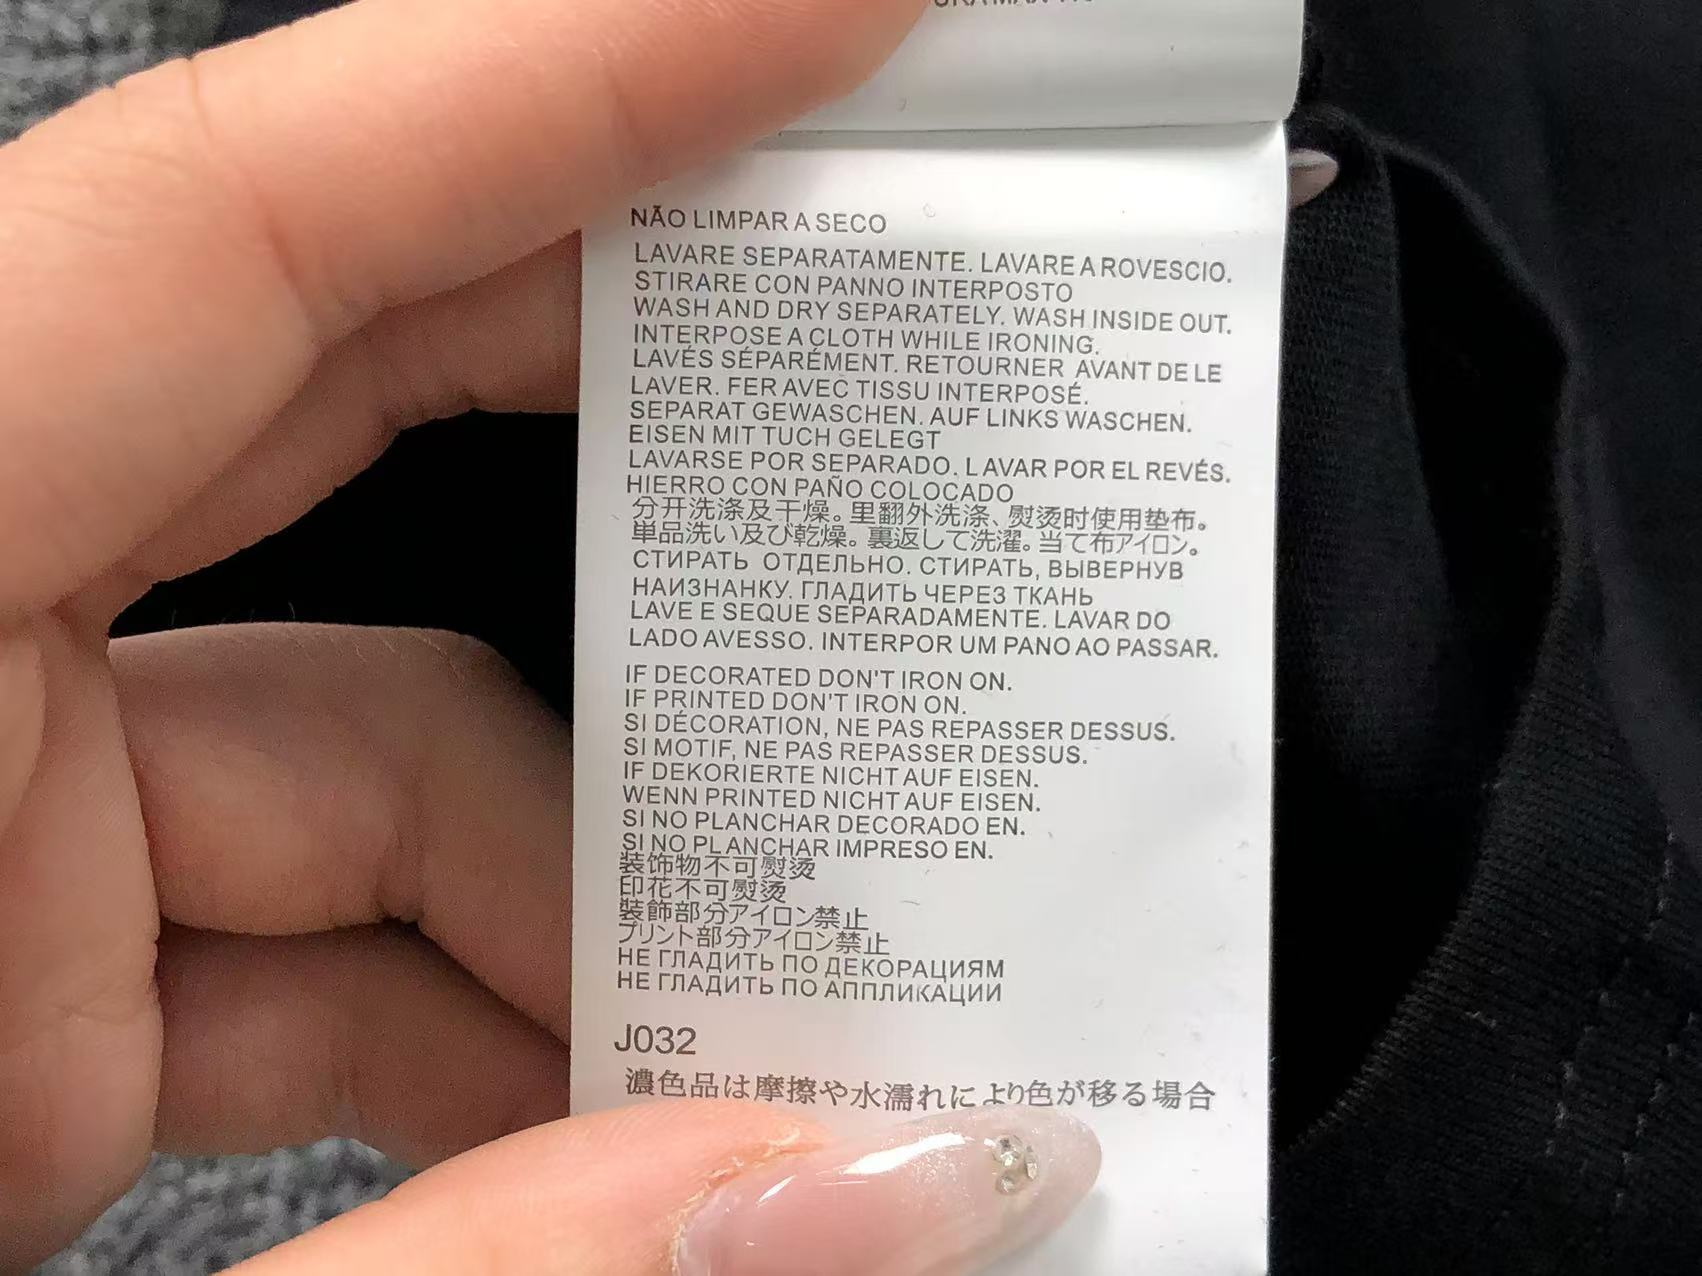 NÃO LIMPAR A SECO
LAVARE SEPARATAMENTE. LAVARE A ROVESCIO.
STIRARE CON PANNO INTERPOSTO
WASH AND DRY SEPARATELY. WASH INSIDE OUT.
INTERPOSE A CLOTH WHILE IRONING.
LAVÉS SÉPARÉMENT. RETOURNER AVANT DE LE
LAVER. FER AVEC TISSU INTERPOSÉ.
SEPARAT GEWASCHEN. AUF LINKS WASCHEN.
EISEN MIT TUCH GELEGT
LAVARSE POR SEPARADO. LAVAR POR EL REVÉS.
HIERRO CON PAÑO COLOCADO
分开洗涤及干燥。里翻外洗涤、熨烫时使用垫布。
単品洗い及び乾燥。裏返して洗濯。当て布アイロン。
СТИРАТЬ ОТДЕЛЬНО. СТИРАТЬ, ВЫВЕРНУВ
НАИЗНАНКУ. ГЛАДИТЬ ЧЕРЕЗ ТКАНЬ
LAVE E SEQUE SEPARADAMENTE. LAVAR DO
LADO AVESSO. INTERPOR UM PANO AO PASSAR.
IF DECORATED DON'T IRON ON.
IF PRINTED DON'T IRON ON.
SI DÉCORATION, NE PAS REPASSER DESSUS.
SI MOTIF, NE PAS REPASSER DESSUS.
IF DEKORIERTE NICHT AUF EISEN.
WENN PRINTED NICHT AUF EISEN.
SI NO PLANCHAR DECORADO EN.
SI NO PLANCHAR IMPRESO EN.
装饰物不可熨烫
印花不可熨烫
装飾部分アイロン禁止
プリント部分アイロン禁止
НЕ ГЛАДИТЬ ПО ДЕКОРАЦИЯМ
НЕ ГЛАДИТЬ ПО АППЛИКАЦИИ
J032
濃色品は摩擦や水濡れにより色が移る場合